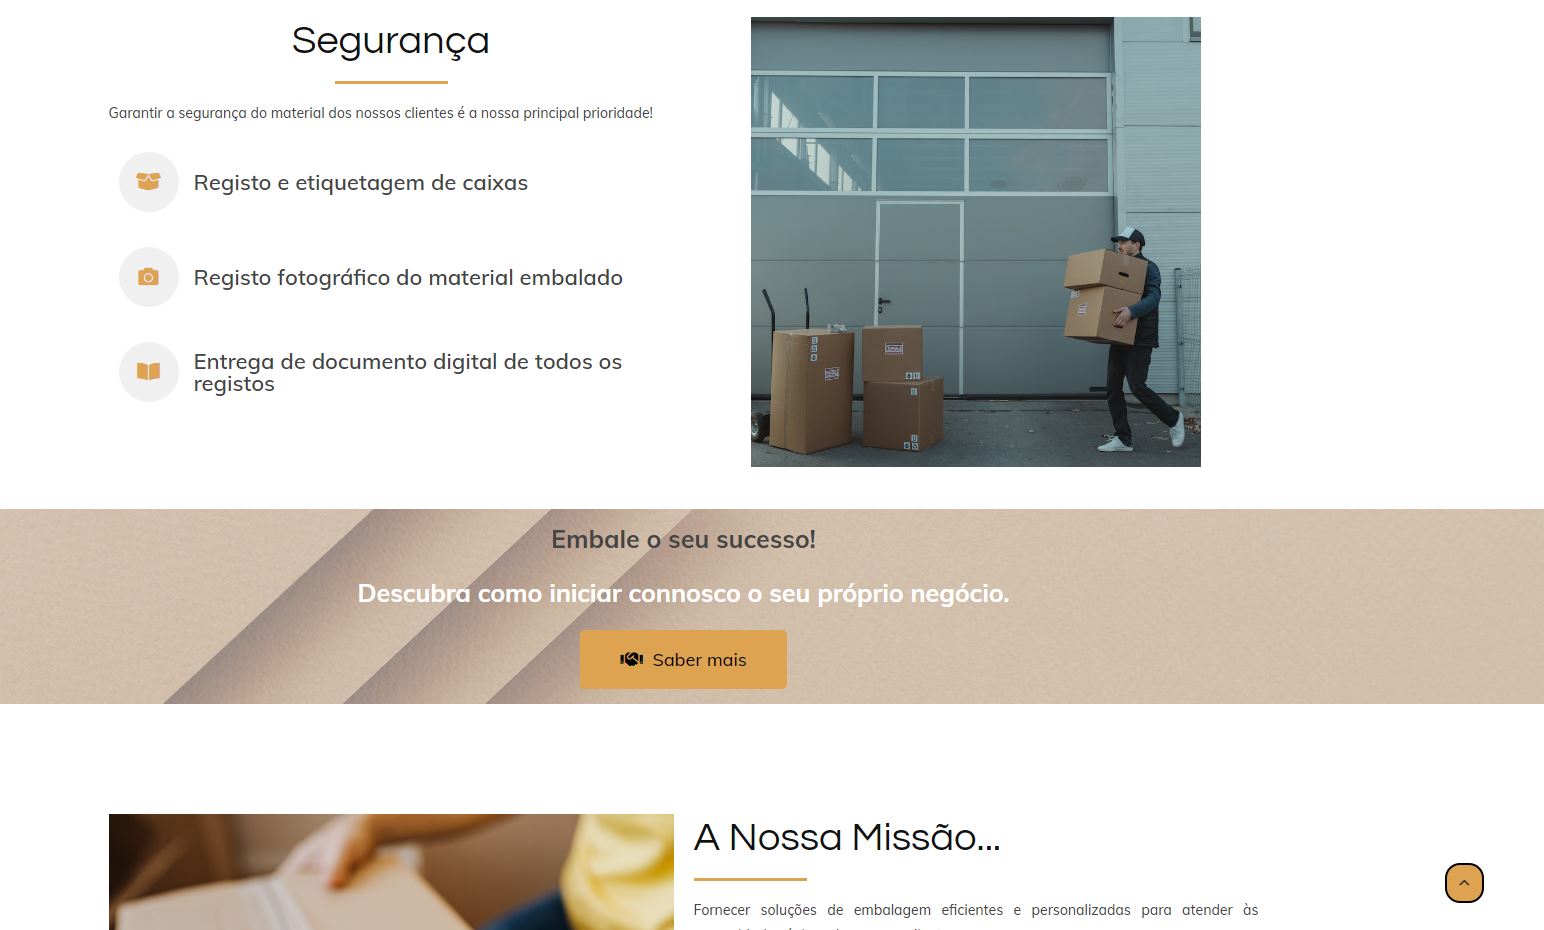 Segurança
Garantir a segurança do material dos nossos clientes é a nossa principal prioridade!
Registo e etiquetagem de caixas
Registo fotográfico do material embalado
Entrega de documento digital de todos os
registos
Embale o seu sucesso!
Descubra como iniciar connosco o seu próprio negócio.
Saber mais
A Nossa Missão...
Fornecer soluções de embalagem eficientes e personalizadas para atender às